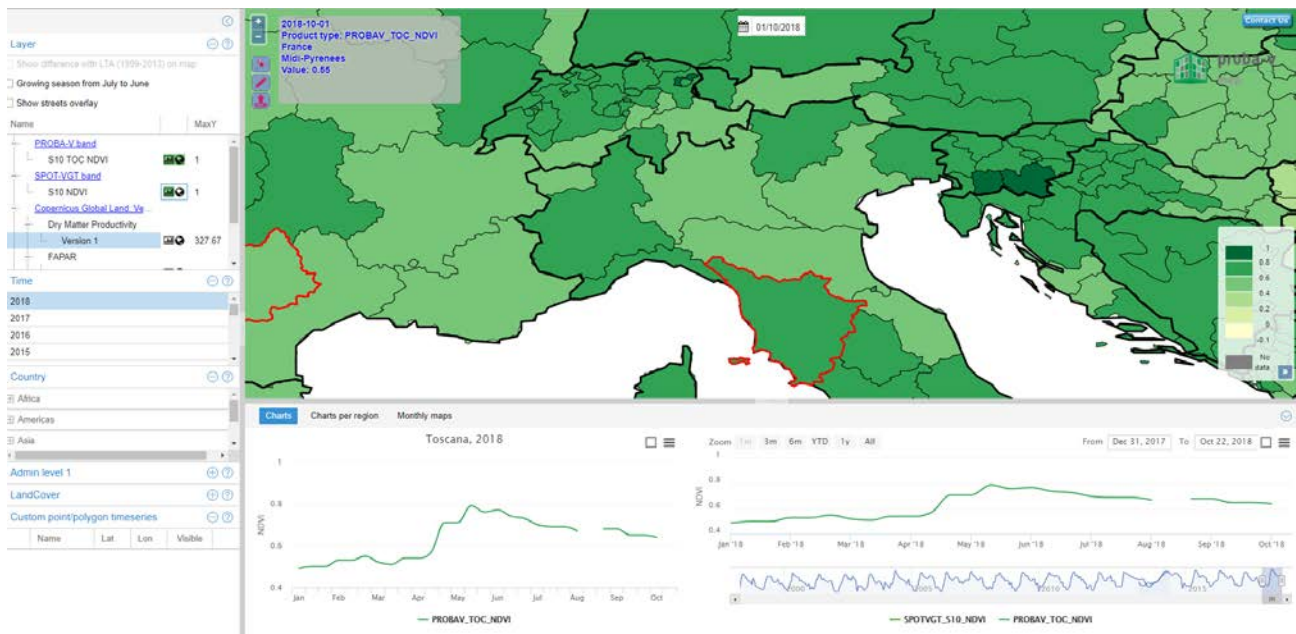 Layer
Show difference with LTA (1999-2013) on map
Growing season from July to June
Show streets overlay
Name MaxY
PROBA-V band
S10 TOC NDVI 1
SPOT-VGT band
S10 NDVI 1
Copernicus Global Land Ve...
Dry Matter Productivity
Version 1 327.67
FAPAR
Time
2018
2017
2016
2015
Country
Africa
Americas
Asia
Admin level 1
LandCover
Custom point/polygon timeseries
Name Lat Lon Visible
2018-10-01
Product type: PROBAV_TOC_NDVI
France
Midi-Pyrenees
Value: 0.55
01/10/2018
Contact Us
proba-v
1
0.8
0.6
0.4
0.2
0
-0.1
No
data
Charts Charts per region Monthly maps
Toscana, 2018
1
0.8
0.6
0.4
NDVI
Jan Feb Mar Apr May Jun Jul Aug Sep Oct
PROBAV_TOC_NDVI
Zoom 1m 3m 6m YTD 1y All
From Dec 31, 2017 To Oct 22, 2018
1
0.8
0.6
0.4
NDVI
Jan '18 Feb '18 Mar '18 Apr '18 May '18 Jun '18 Jul '18 Aug '18 Sep '18 Oct '18
2000 2005 2010 2015
SPOTVGT_S10_NDVI PROBAV_TOC_NDVI